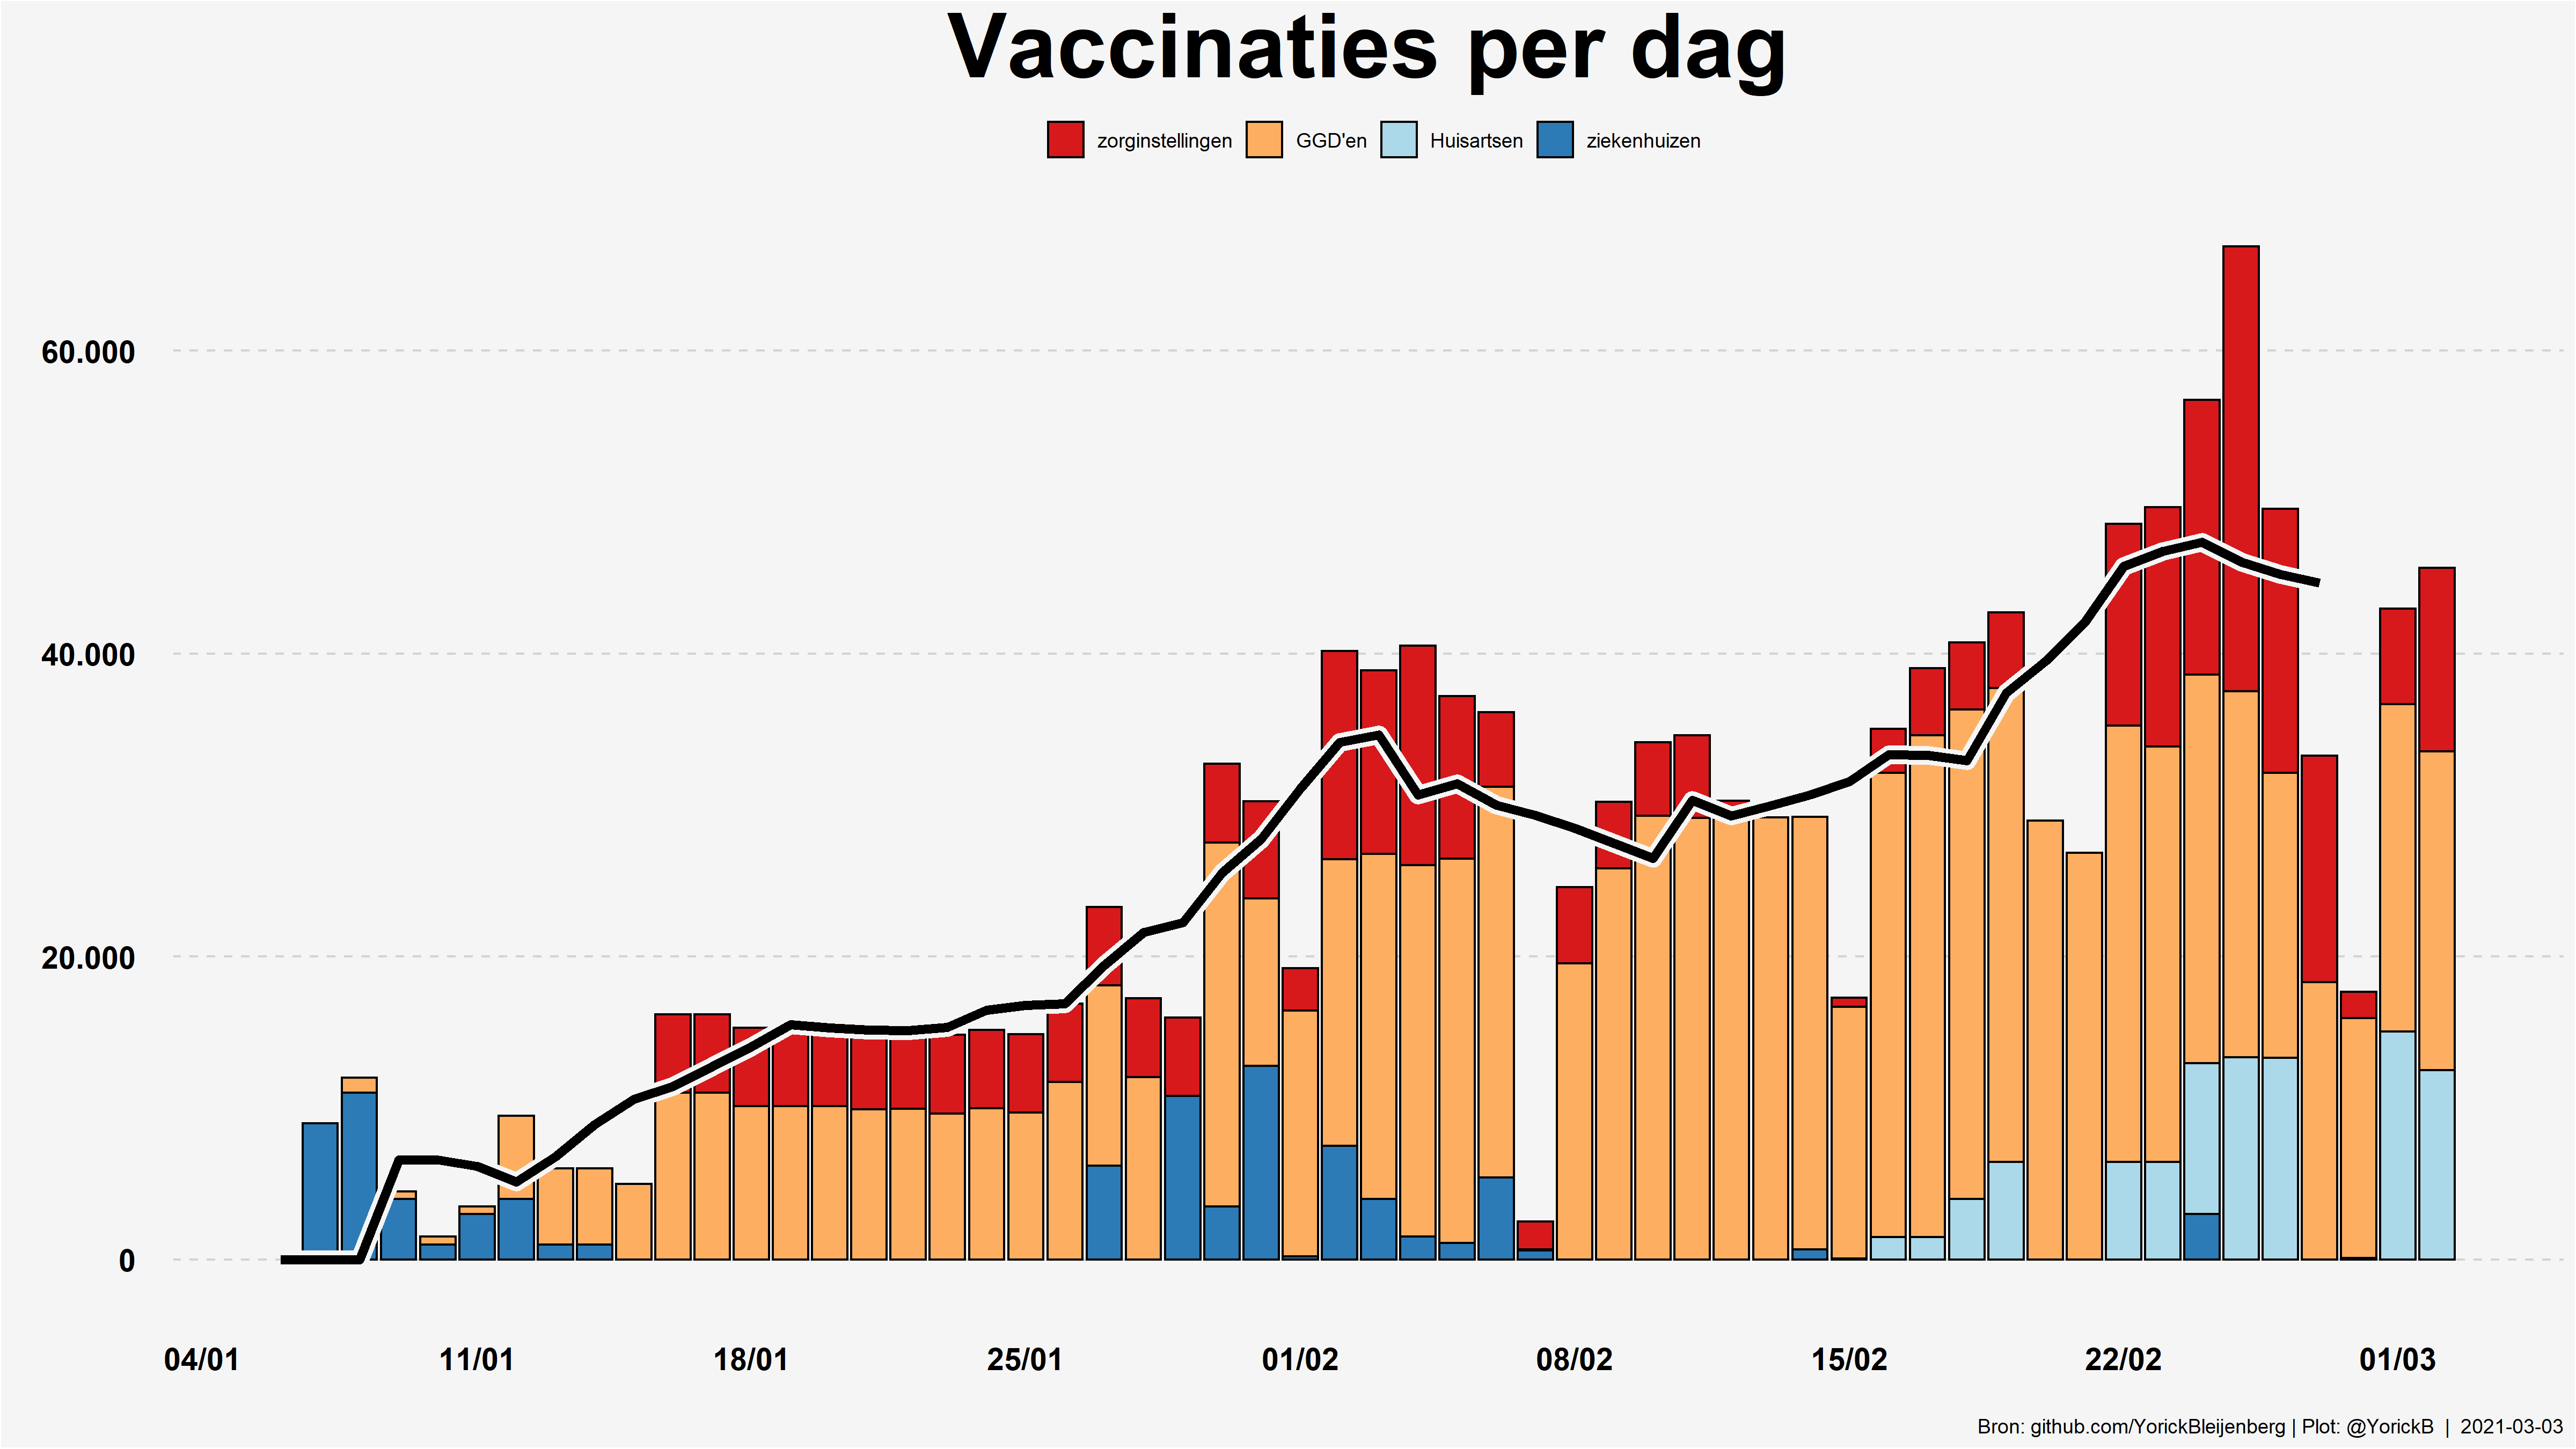 Vaccinaties per dag
zorginstellingen GGD'en Huisartsen ziekenhuizen
60.000
40.000
20.000
0
04/01 11/01 18/01 25/01 01/02 08/02 15/02 22/02 01/03
Bron: github.com/YorickBleijenberg | Plot: @YorickB | 2021-03-03